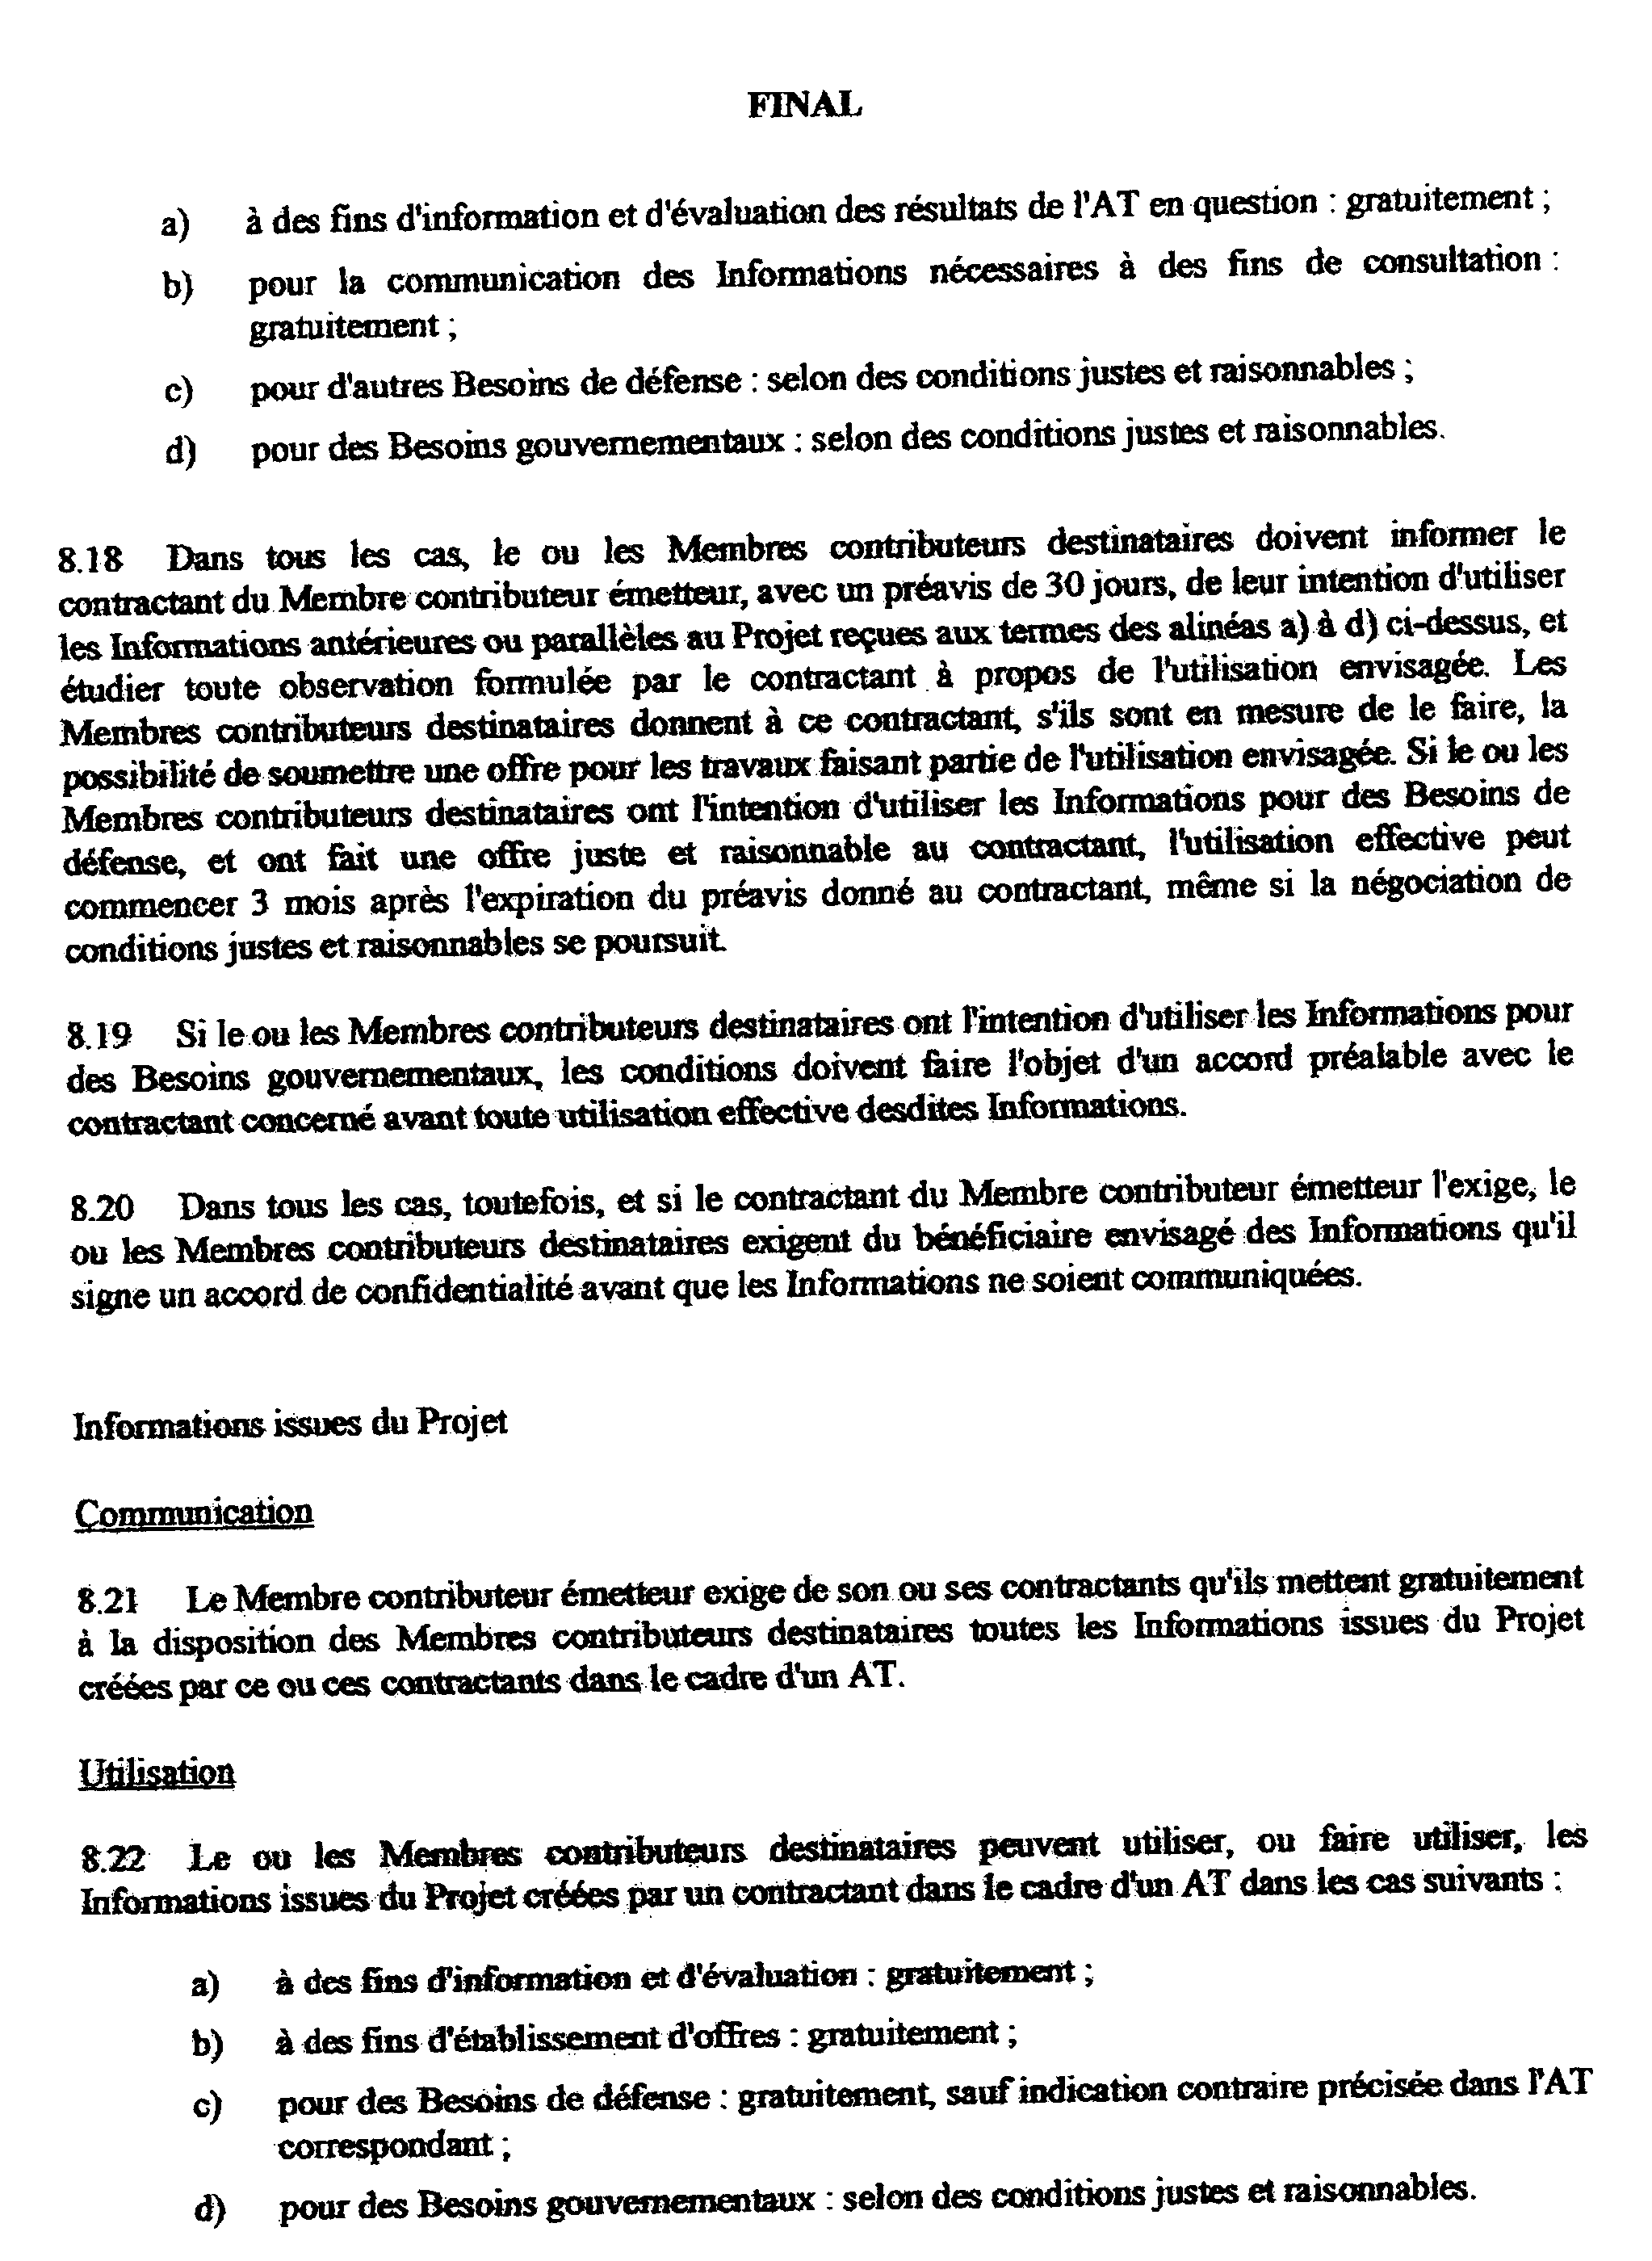 FINAL
a) à des fins d'information et d'évaluation des résultats de l'AT en question : gratuitement ;
b) pour la communication des Informations nécessaires à des fins de consultation :
gratuitement ;
c) pour d'autres Besoins de défense : selon des conditions justes et raisonnables ;
d) pour des Besoins gouvernementaux : selon des conditions justes et raisonnables.
8.18 Dans tous les cas, le ou les Membres contributeurs destinataires doivent informer le
contractant du Membre contributeur émetteur, avec un préavis de 30 jours, de leur intention d'utiliser
les Informations antérieures ou parallèles au Projet reçues aux termes des alinéas a) à d) ci-dessus, et
étudier toute observation formulée par le contractant à propos de l'utilisation envisagée. Les
Membres contributeurs destinataires donnent à ce contractant, s'ils sont en mesure de le faire, la
possibilité de soumettre une offre pour les travaux faisant partie de l'utilisation envisagée. Si le ou les
Membres contributeurs destinataires ont l'intention d'utiliser les Informations pour des Besoins de
défense, et ont fait une offre juste et raisonnable au contractant, l'utilisation effective peut
commencer 3 mois après l'expiration du préavis donné au contractant, même si la négociation de
conditions justes et raisonnables se poursuit.
8.19 Si le ou les Membres contributeurs destinataires ont l'intention d'utiliser les Informations pour
des Besoins gouvernementaux, les conditions doivent faire l'objet d'un accord préalable avec le
contractant concerné avant toute utilisation effective desdites Informations.
8.20 Dans tous les cas, toutefois, et si le contractant du Membre contributeur émetteur l'exige, le
ou les Membres contributeurs destinataires exigent du bénéficiaire envisagé des Informations qu'il
signe un accord de confidentialité avant que les Informations ne soient communiquées.
Informations issues du Projet
Communication
8.21 Le Membre contributeur émetteur exige de son ou ses contractants qu'ils mettent gratuitement
à la disposition des Membres contributeurs destinataires toutes les Informations issues du Projet
créées par ce ou ces contractants dans le cadre d'un AT.
Utilisation
8.22 Le ou les Membres contributeurs destinataires peuvent utiliser, ou faire utiliser, les
Informations issues du Projet créées par un contractant dans le cadre d'un AT dans les cas suivants :
a) à des fins d'information et d'évaluation : gratuitement ;
b) à des fins d'établissement d'offres : gratuitement ;
c) pour des Besoins de défense : gratuitement, sauf indication contraire précisée dans l'AT
correspondant ;
d) pour des Besoins gouvernementaux : selon des conditions justes et raisonnables.